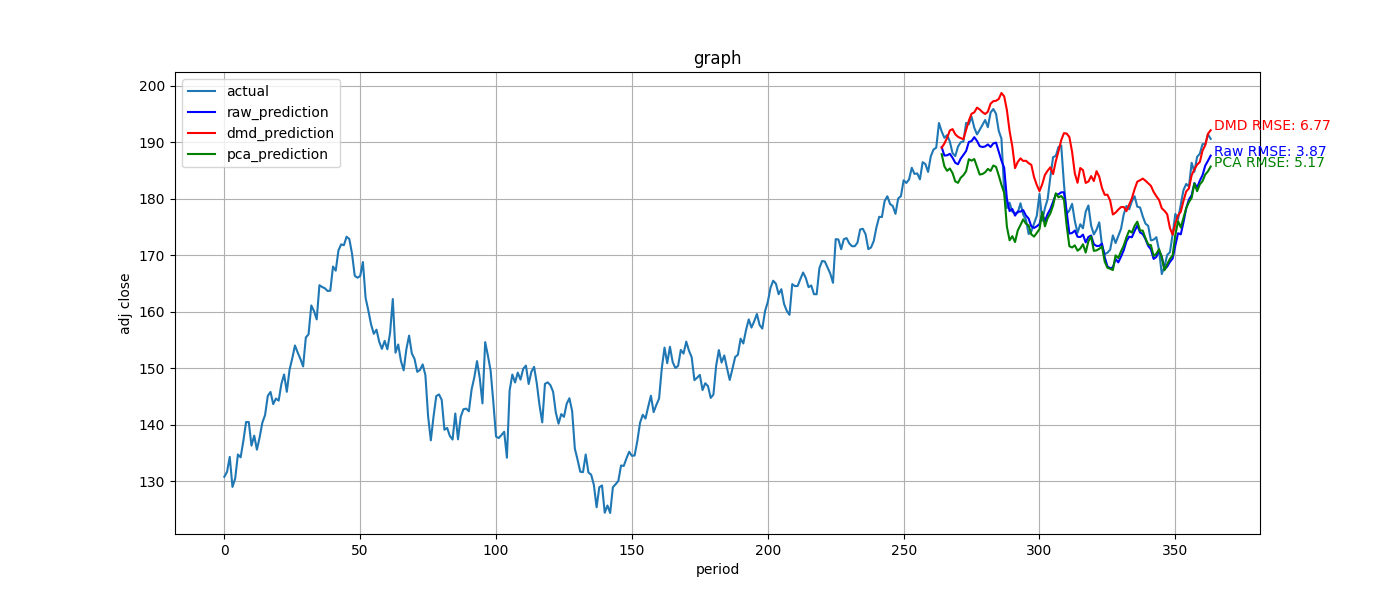 graph
200
190
180
170
160
150
140
130
adj close
actual
raw_prediction
dmd_prediction
pca_prediction
DMD RMSE: 6.77
Raw RMSE: 3.87
PCA RMSE: 5.17
0
50
100
150
200
250
300
350
period